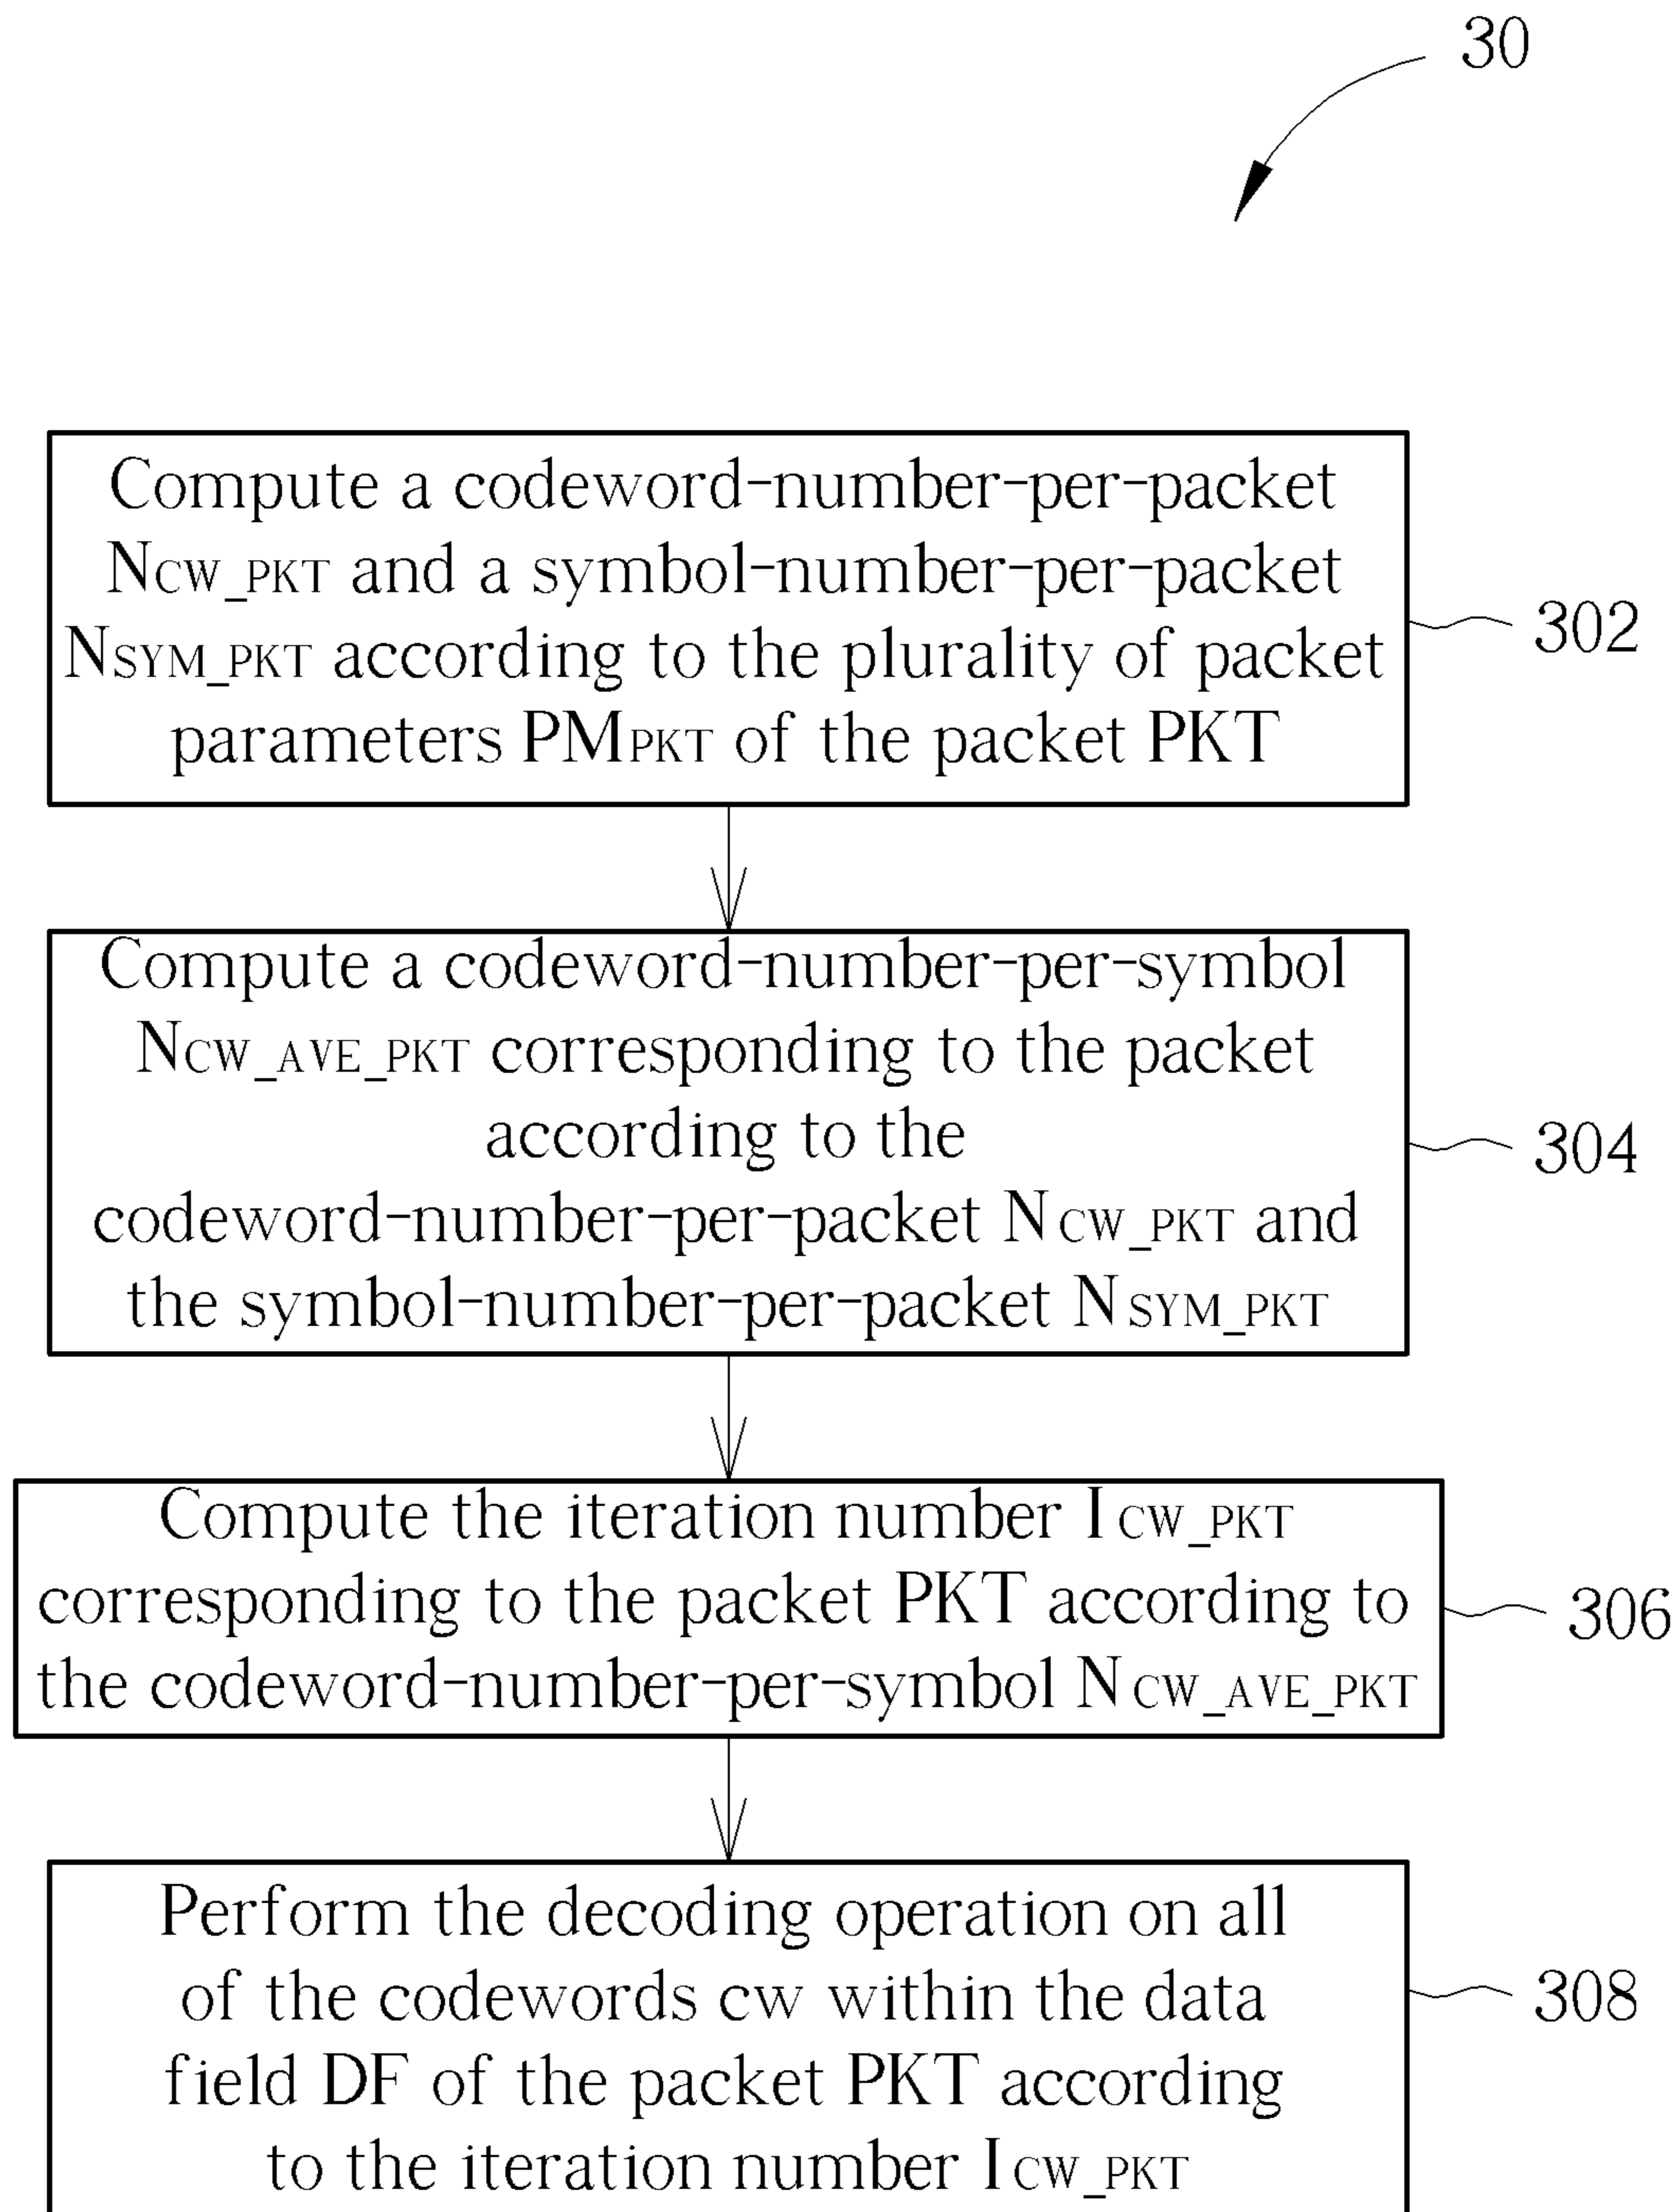 30
Compute a codeword-number-per-packet
NCW_PKT and a symbol-number-per-packet
NSYM_PKT according to the plurality of packet
parameters PMPKT of the packet PKT
302
Compute a codeword-number-per-symbol
NCW_AVE_PKT corresponding to the packet
according to the
codeword-number-per-packet NCW_PKT and
the symbol-number-per-packet NSYM_PKT
304
Compute the iteration number ICW_PKT
corresponding to the packet PKT according to
the codeword-number-per-symbol NCW_AVE_PKT
306
Perform the decoding operation on all
of the codewords cw within the data
field DF of the packet PKT according
to the iteration number ICW_PKT
308